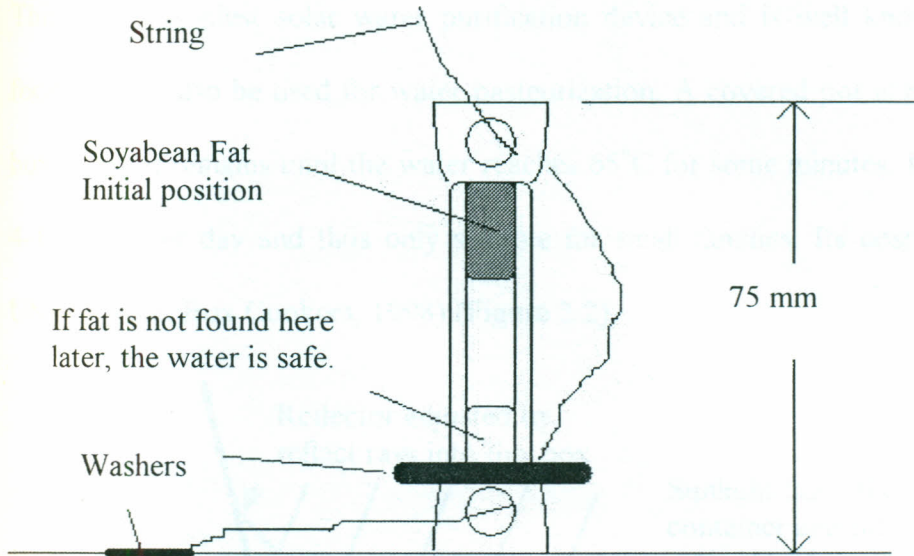 String
Soyabean Fat
Initial position
75 mm
If fat is not found here
later, the water is safe.
Washers